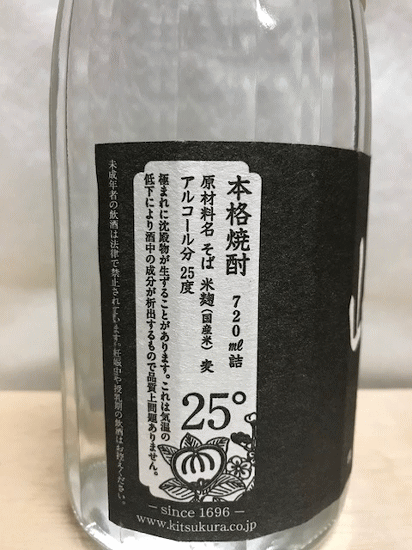 本格焼酎 720㎖詰
原材料名 そば 米麹(国産米) 麦
アルコール分 25度
極まれに沈殿物が生ずることがあります。これは気温の
低下により酒中の成分が析出するもので品質上問題ありません。
25°
未成年者の飲酒は法律で禁止されています。妊娠中や授乳期の飲酒はお控えください。
– since 1696 –
www.kitsukura.co.jp